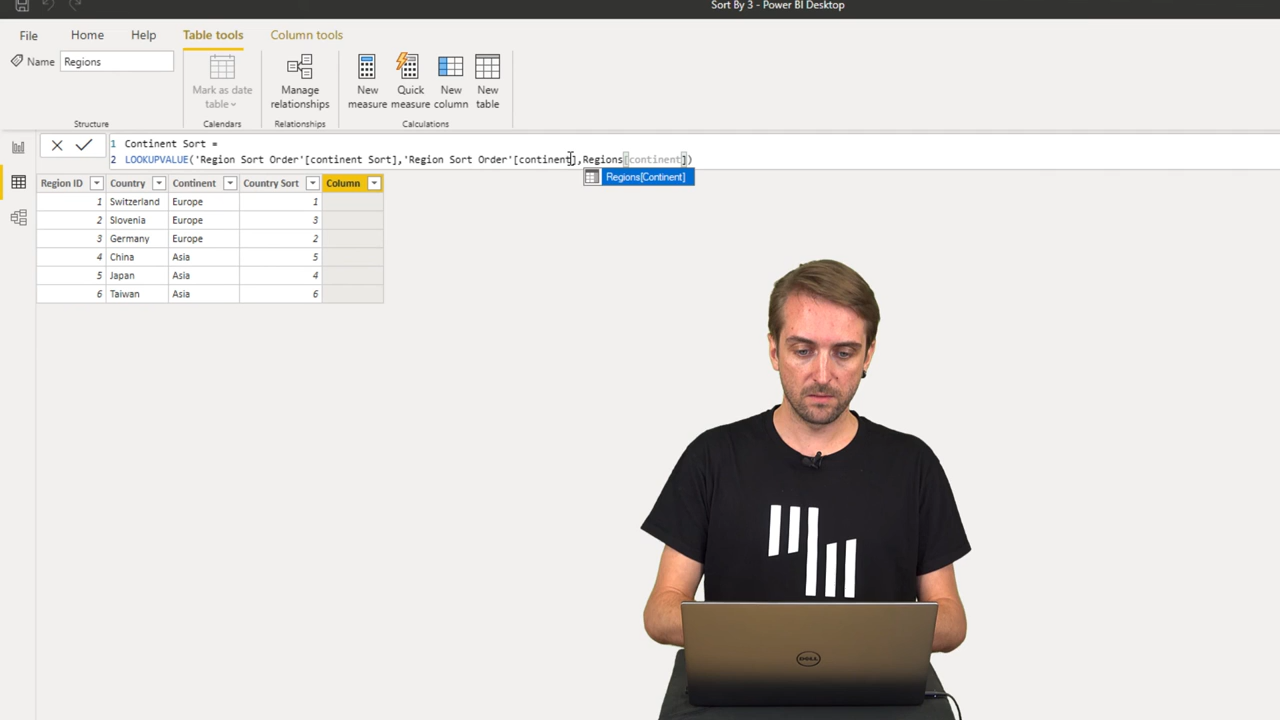 Sort By 3 - Power BI Desktop
File Home Help Table tools Column tools
Name Regions
Mark as date table
Manage relationships
New measure
Quick measure
New column
New table
Structure Calendars Relationships Calculations
1 Continent Sort =
2 LOOKUPVALUE('Region Sort Order'[continent Sort],'Region Sort Order'[continent],Regions[continent])
Regions[Continent]
Region ID Country Continent Country Sort Column
1 Switzerland Europe 1
2 Slovenia Europe 3
3 Germany Europe 2
4 China Asia 5
5 Japan Asia 4
6 Taiwan Asia 6
DELL